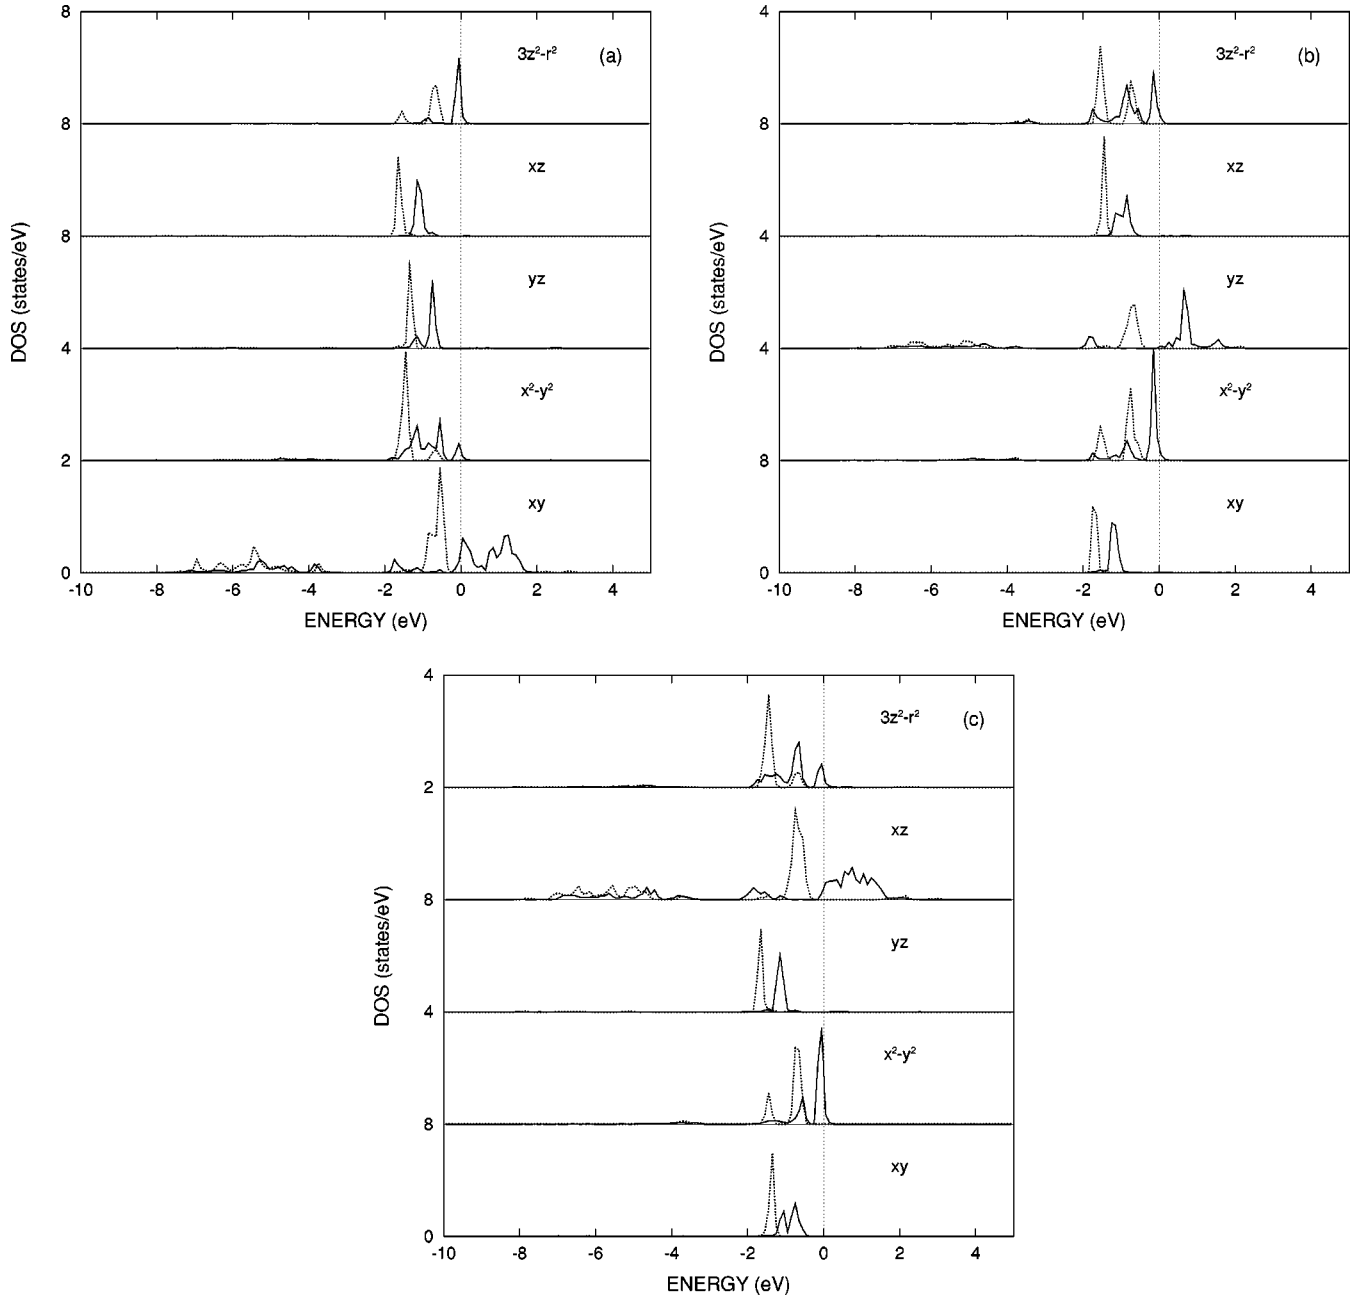 8
3z²-r² (a)
8
xz
8
yz
4
x²-y²
2
xy
0
-10 -8 -6 -4 -2 0 2 4
ENERGY (eV)
DOS (states/eV)
4
3z²-r² (b)
8
xz
4
yz
4
x²-y²
8
xy
0
-10 -8 -6 -4 -2 0 2 4
ENERGY (eV)
DOS (states/eV)
4
3z²-r² (c)
2
xz
8
yz
4
x²-y²
8
xy
0
-10 -8 -6 -4 -2 0 2 4
ENERGY (eV)
DOS (states/eV)